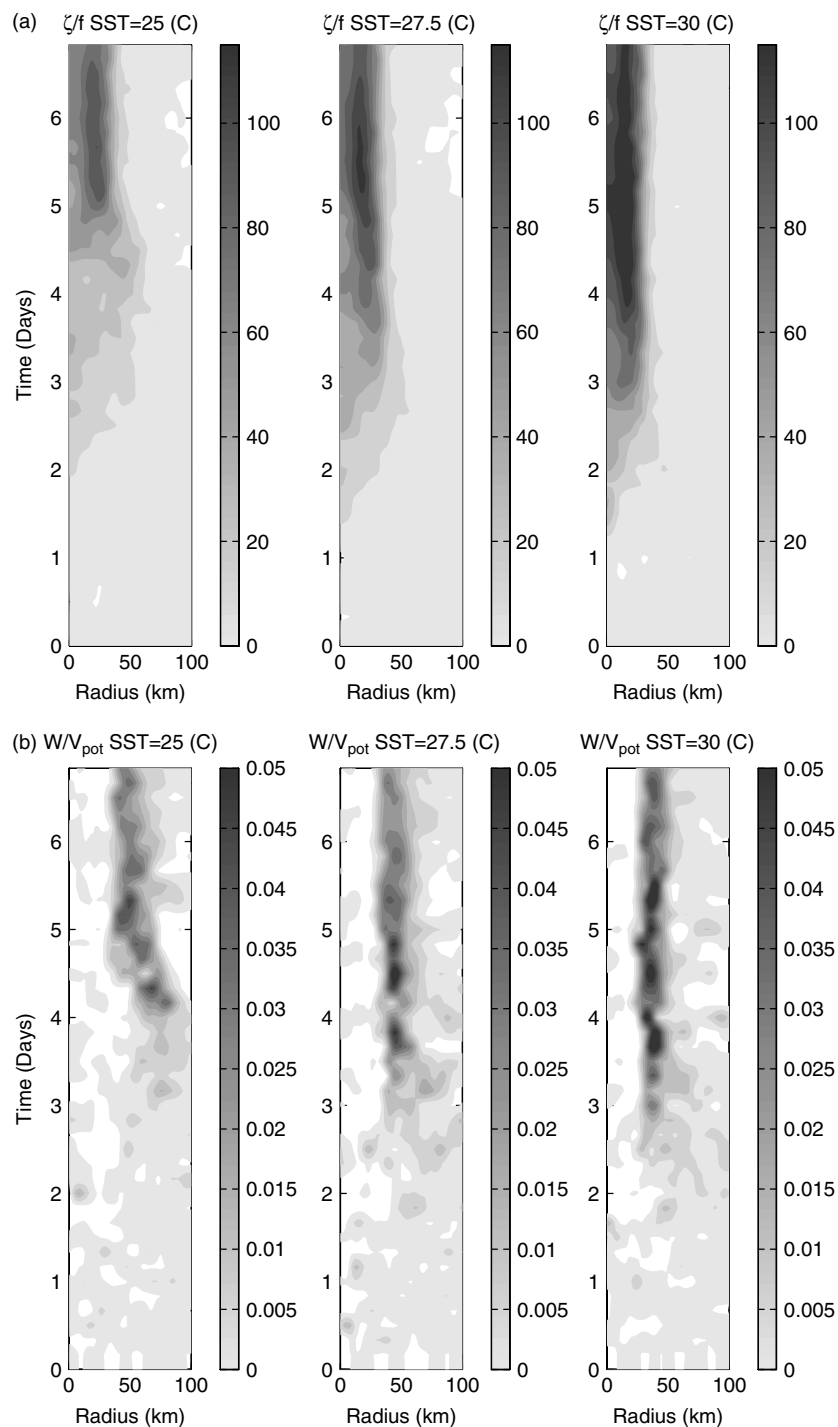 (a) ζ/f SST=25 (C) ζ/f SST=27.5 (C) ζ/f SST=30 (C)
6 100 6 100 6 100
5 5 5
80 80 80
4 4 4
60 60 60
3 3 3
40 40 40
2 2 2
20 20 20
1 1 1
0 0 0 0 0 0
0 50 100 0 50 100 0 50 100
Time (Days)
Radius (km) Radius (km) Radius (km)
(b) W/Vpot SST=25 (C) W/Vpot SST=27.5 (C) W/Vpot SST=30 (C)
0.05 0.05 0.05
0.045 0.045 0.045
6 6 6
0.04 0.04 0.04
5 5 5
0.035 0.035 0.035
0.03 0.03 0.03
4 4 4
0.025 0.025 0.025
3 3 3
0.02 0.02 0.02
2 2 2
0.015 0.015 0.015
0.01 0.01 0.01
1 1 1
0.005 0.005 0.005
0 0 0 0 0 0
0 50 100 0 50 100 0 50 100
Time (Days)
Radius (km) Radius (km) Radius (km)